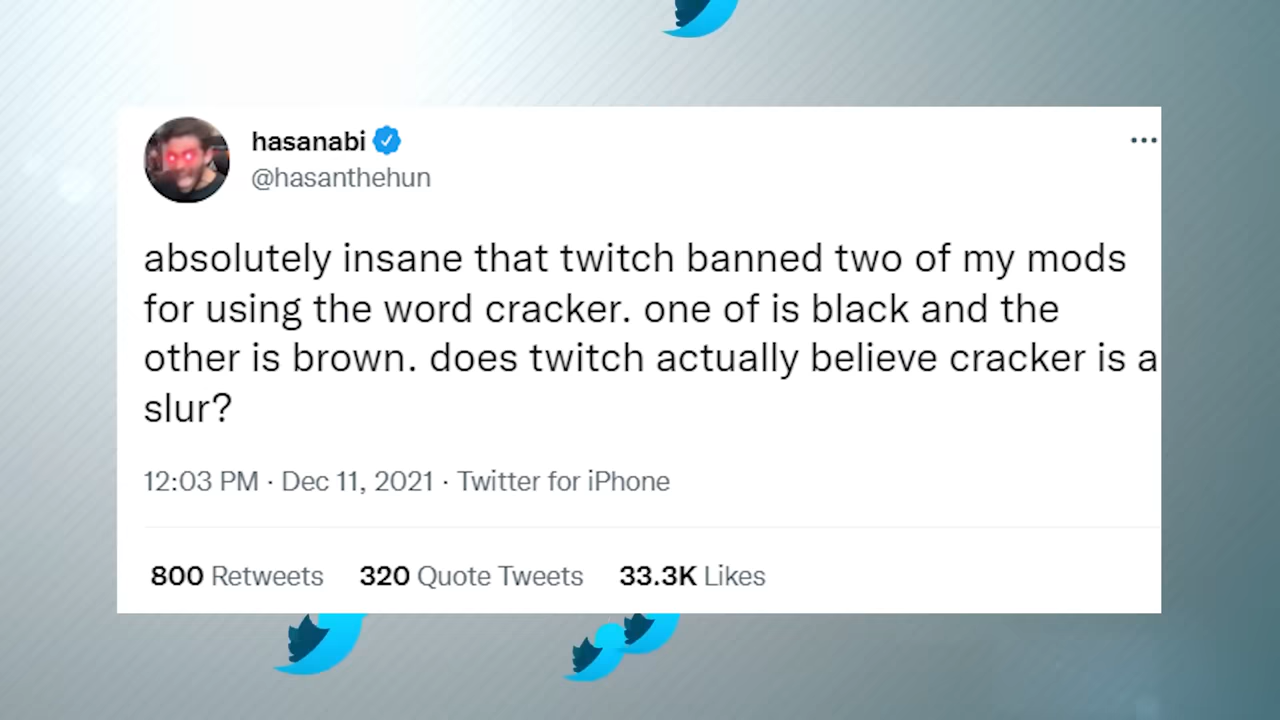 hasanabi
@hasanthehun
absolutely insane that twitch banned two of my mods
for using the word cracker. one of is black and the
other is brown. does twitch actually believe cracker is a
slur?
12:03 PM · Dec 11, 2021 · Twitter for iPhone
800 Retweets 320 Quote Tweets 33.3K Likes